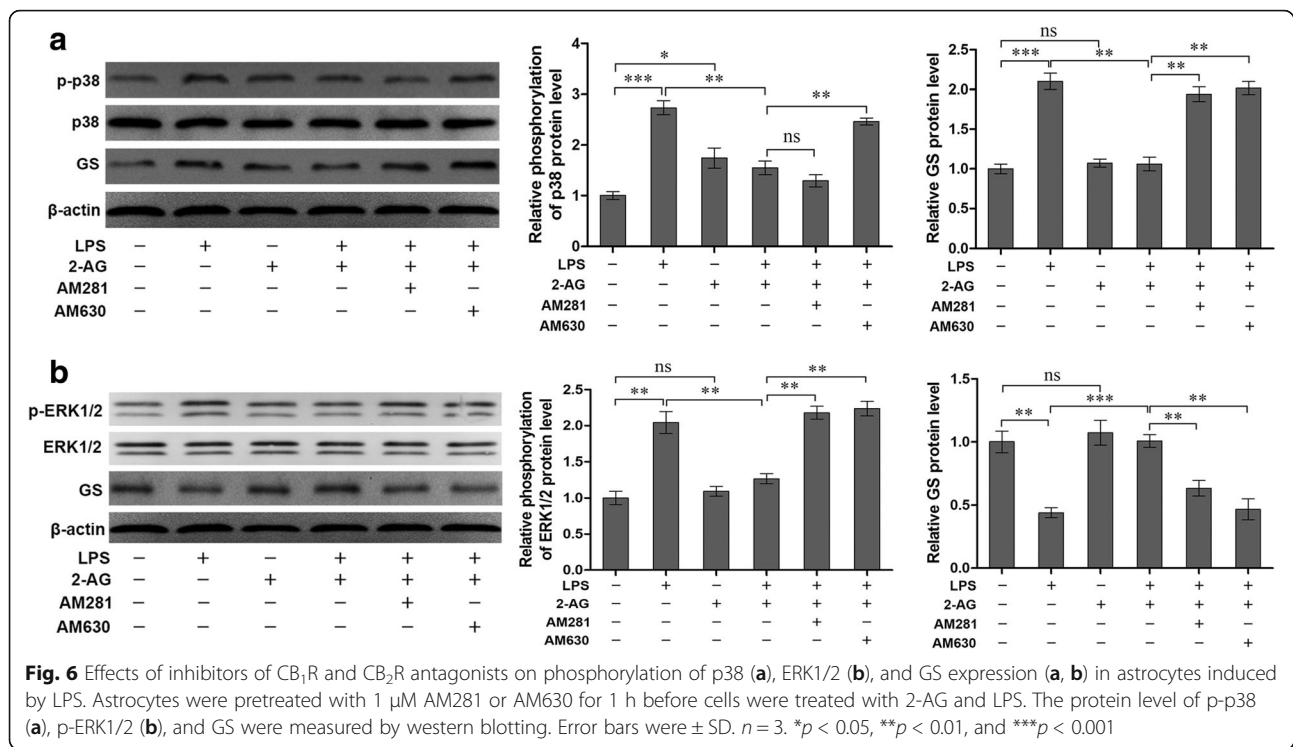 a
p-p38
p38
GS
β-actin
LPS − + − + + +
2-AG − − + + + +
AM281 − − − − + −
AM630 − − − − − +
Relative phosphorylation
of p38 protein level
4
3
2
1
0
*
***
**
**
ns
LPS − + − + + +
2-AG − − + + + +
AM281 − − − − + −
AM630 − − − − − +
Relative GS protein level
2.5
2.0
1.5
1.0
0.5
0.0
ns
***
**
**
**
LPS − + − + + +
2-AG − − + + + +
AM281 − − − − + −
AM630 − − − − − +
b
p-ERK1/2
ERK1/2
GS
β-actin
LPS − + − + + +
2-AG − − + + + +
AM281 − − − − + −
AM630 − − − − − +
Relative phosphorylation
of ERK1/2 protein level
2.5
2.0
1.5
1.0
0.5
0.0
ns
**
**
**
**
LPS − + − + + +
2-AG − − + + + +
AM281 − − − − + −
AM630 − − − − − +
Relative GS protein level
1.5
1.0
0.5
0.0
ns
**
***
**
**
LPS − + − + + +
2-AG − − + + + +
AM281 − − − − + −
AM630 − − − − − +
Fig. 6 Effects of inhibitors of CB₁R and CB₂R antagonists on phosphorylation of p38 (a), ERK1/2 (b), and GS expression (a, b) in astrocytes induced
by LPS. Astrocytes were pretreated with 1 μM AM281 or AM630 for 1 h before cells were treated with 2-AG and LPS. The protein level of p-p38
(a), p-ERK1/2 (b), and GS were measured by western blotting. Error bars were ± SD. n = 3. *p < 0.05, **p < 0.01, and ***p < 0.001